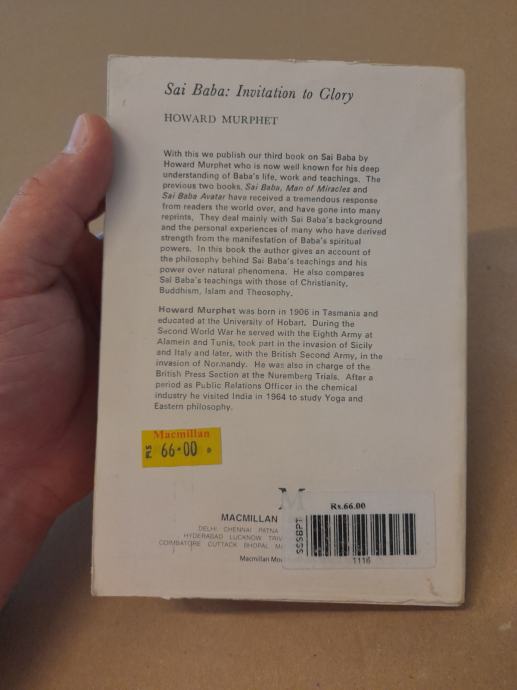 Sai Baba: Invitation to Glory
HOWARD MURPHET
With this we publish our third book on Sai Baba by
Howard Murphet who is now well known for his deep
understanding of Baba's life, work and teachings. The
previous two books, Sai Baba, Man of Miracles and
Sai Baba Avatar have received a tremendous response
from readers the world over, and have gone into many
reprints. They deal mainly with Sai Baba's background
and the personal experiences of many who have derived
strength from the manifestation of Baba's spiritual
powers. In this book the author gives an account of
the philosophy behind Sai Baba's teachings and his
power over natural phenomena. He also compares
Sai Baba's teachings with those of Christianity,
Buddhism, Islam and Theosophy.
Howard Murphet was born in 1906 in Tasmania and
educated at the University of Hobart. During the
Second World War he served with the Eighth Army at
Alamein and Tunis, took part in the invasion of Sicily
and Italy and later, with the British Second Army, in the
invasion of Normandy. He was also in charge of the
British Press Section at the Nuremberg Trials. After a
period as Public Relations Officer in the chemical
industry he visited India in 1964 to study Yoga and
Eastern philosophy.
Macmillan
66·00
M
Rs.66.00
MACMILLAN
SSSBPT
DELHI CHENNAI PATNA
HYDERABAD LUCKNOW
COIMBATORE CUTTACK BHOPAL
Macmillan
1116